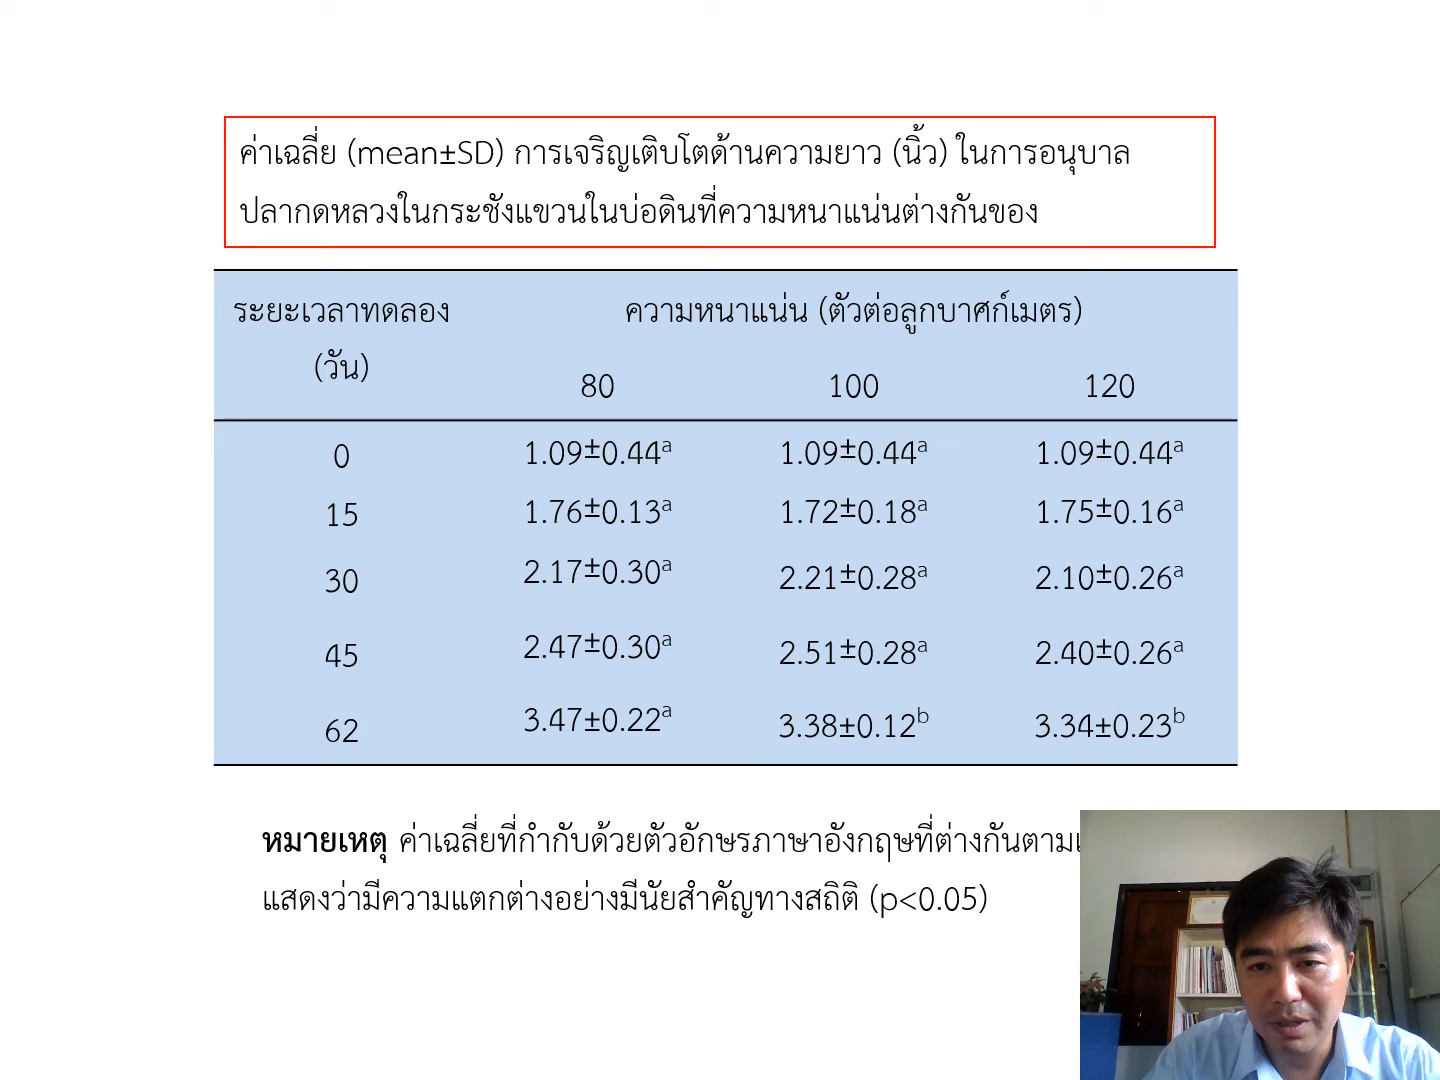 ค่าเฉลี่ย (mean±SD) การเจริญเติบโตด้านความยาว (นิ้ว) ในการอนุบาล
ปลากดหลวงในกระชังแขวนในบ่อดินที่ความหนาแน่นต่างกันของ
ระยะเวลาทดลอง ความหนาแน่น (ตัวต่อลูกบาศก์เมตร)
(วัน) 80 100 120
0 1.09±0.44ᵃ 1.09±0.44ᵃ 1.09±0.44ᵃ
15 1.76±0.13ᵃ 1.72±0.18ᵃ 1.75±0.16ᵃ
30 2.17±0.30ᵃ 2.21±0.28ᵃ 2.10±0.26ᵃ
45 2.47±0.30ᵃ 2.51±0.28ᵃ 2.40±0.26ᵃ
62 3.47±0.22ᵃ 3.38±0.12ᵇ 3.34±0.23ᵇ
หมายเหตุ ค่าเฉลี่ยที่กำกับด้วยตัวอักษรภาษาอังกฤษที่ต่างกันตาม
แสดงว่ามีความแตกต่างอย่างมีนัยสำคัญทางสถิติ (p<0.05)